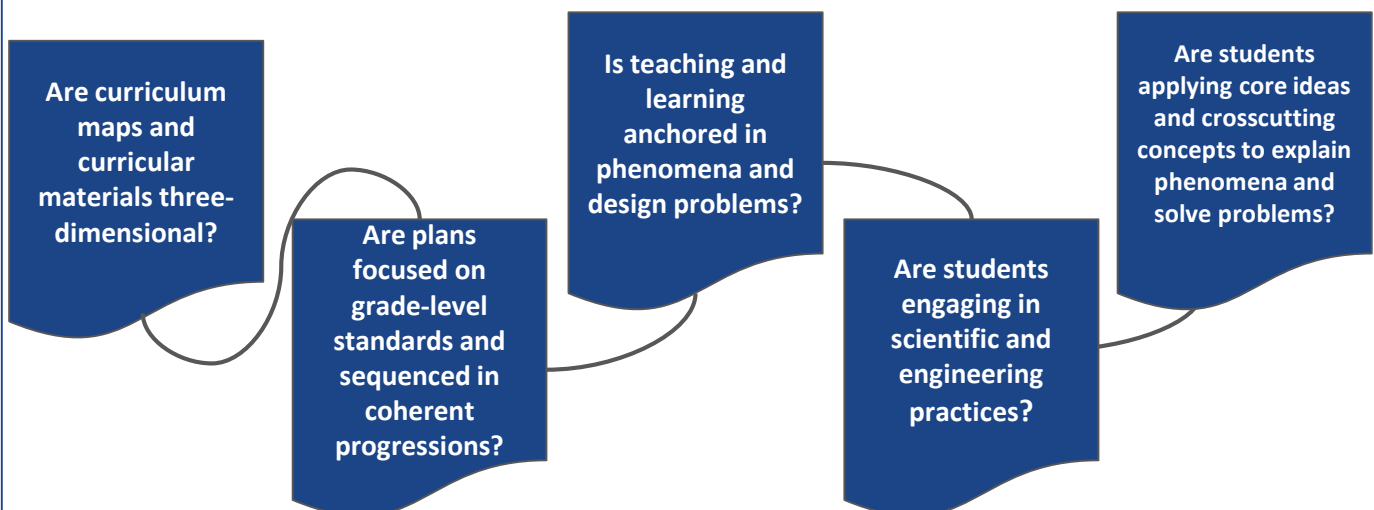 Are curriculum
maps and
curricular
materials three-
dimensional?
Are plans
focused on
grade-level
standards and
sequenced in
coherent
progressions?
Is teaching and
learning
anchored in
phenomena and
design problems?
Are students
engaging in
scientific and
engineering
practices?
Are students
applying core ideas
and crosscutting
concepts to explain
phenomena and
solve problems?